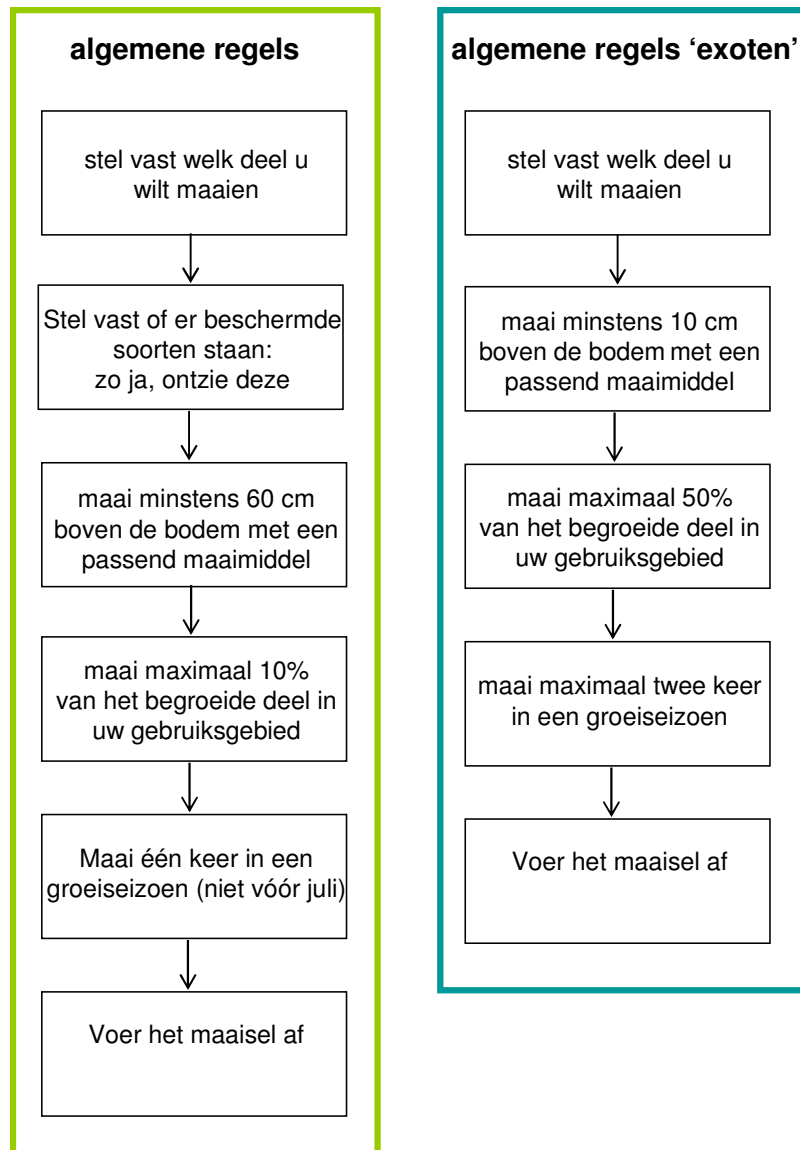 algemene regels
stel vast welk deel u
wilt maaien
Stel vast of er beschermde
soorten staan:
zo ja, ontzie deze
maai minstens 60 cm
boven de bodem met een
passend maaimiddel
maai maximaal 10%
van het begroeide deel in
uw gebruiksgebied
Maai één keer in een
groeiseizoen (niet vóór juli)
Voer het maaisel af
algemene regels ‘exoten’
stel vast welk deel u
wilt maaien
maai minstens 10 cm
boven de bodem met een
passend maaimiddel
maai maximaal 50%
van het begroeide deel in
uw gebruiksgebied
maai maximaal twee keer
in een groeiseizoen
Voer het maaisel af